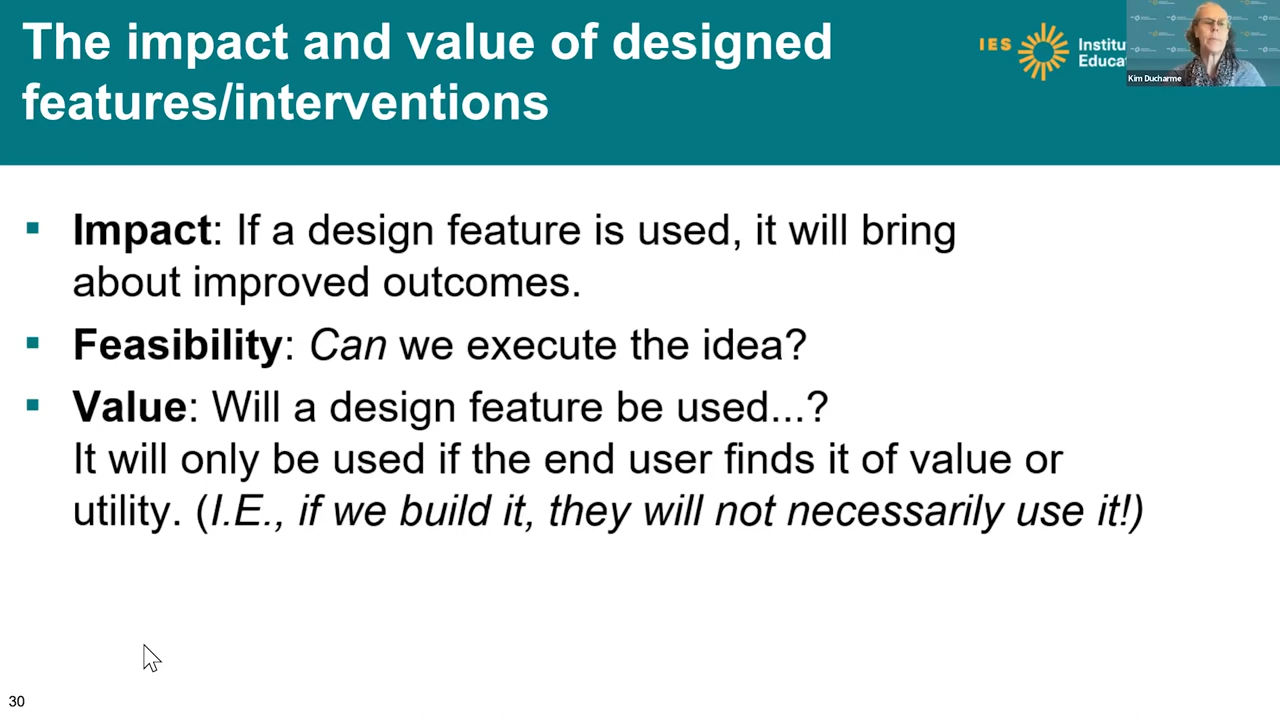 The impact and value of designed
features/interventions
IES
Kim Ducharme
▪ Impact: If a design feature is used, it will bring
about improved outcomes.
▪ Feasibility: Can we execute the idea?
▪ Value: Will a design feature be used...?
It will only be used if the end user finds it of value or
utility. (I.E., if we build it, they will not necessarily use it!)
30